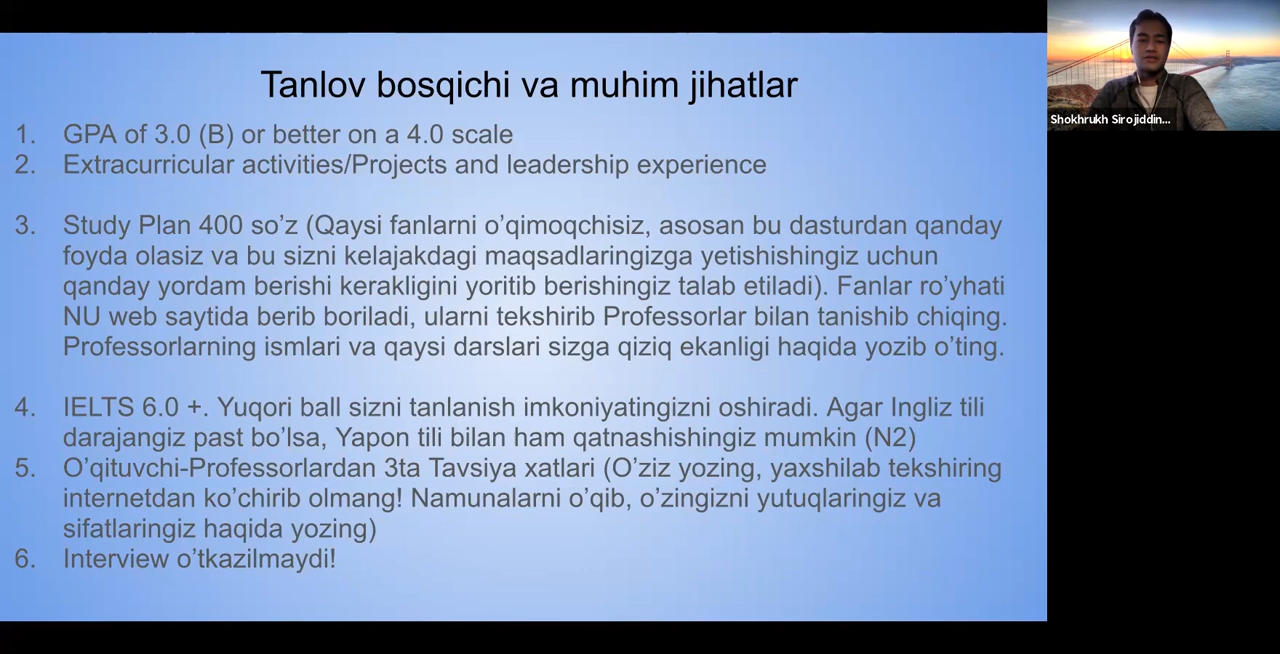 Tanlov bosqichi va muhim jihatlar
1. GPA of 3.0 (B) or better on a 4.0 scale
2. Extracurricular activities/Projects and leadership experience
3. Study Plan 400 so’z (Qaysi fanlarni o’qimoqchisiz, asosan bu dasturdan qanday
foyda olasiz va bu sizni kelajakdagi maqsadlaringizga yetishishingiz uchun
qanday yordam berishi kerakligini yoritib berishingiz talab etiladi). Fanlar ro’yhati
NU web saytida berib boriladi, ularni tekshirib Professorlar bilan tanishib chiqing.
Professorlarning ismlari va qaysi darslari sizga qiziq ekanligi haqida yozib o’ting.
4. IELTS 6.0 +. Yuqori ball sizni tanlanish imkoniyatingizni oshiradi. Agar Ingliz tili
darajangiz past bo’lsa, Yapon tili bilan ham qatnashishingiz mumkin (N2)
5. O’qituvchi-Professorlardan 3ta Tavsiya xatlari (O’ziz yozing, yaxshilab tekshiring
internetdan ko’chirib olmang! Namunalarni o’qib, o’zingizni yutuqlaringiz va
sifatlaringiz haqida yozing)
6. Interview o’tkazilmaydi!
Shokhrukh Sirojiddin...